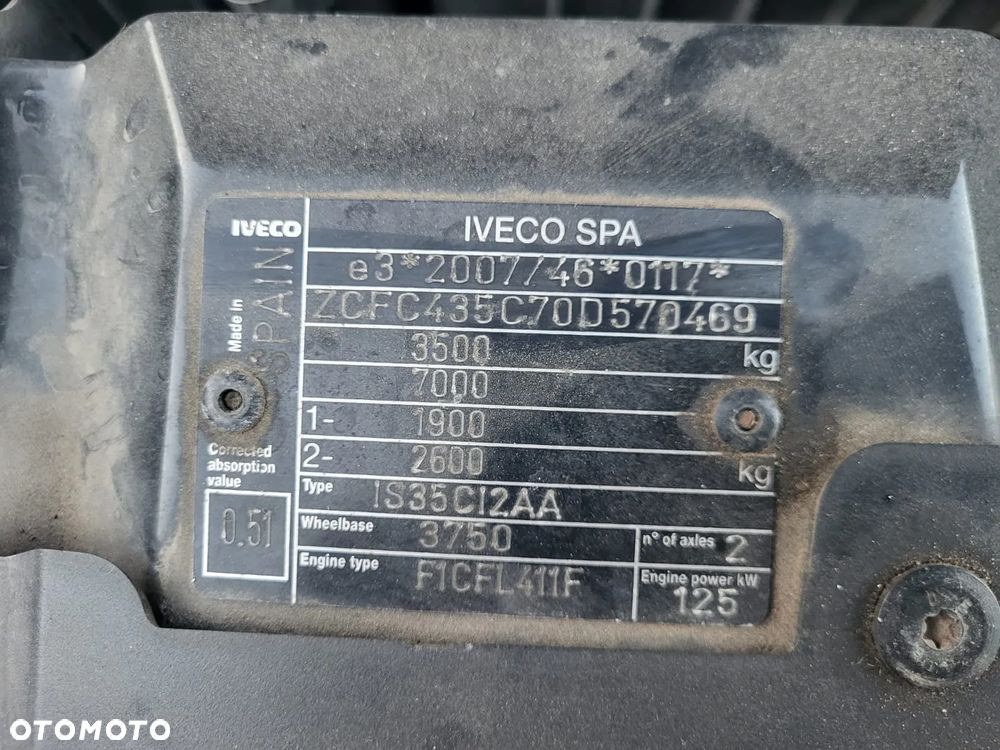 IVECO
IVECO SPA
e3*2007/46*0117*
ZCFC435C70D570469
3500 kg
7000
1- 1900
2- 2600 kg
Made in SPAIN
Corrected
absorption
value
0.51
Type IS35CI2AA
Wheelbase 3750
n° of axles 2
Engine type F1CFL411F
Engine power kW
125
OTOMOTO